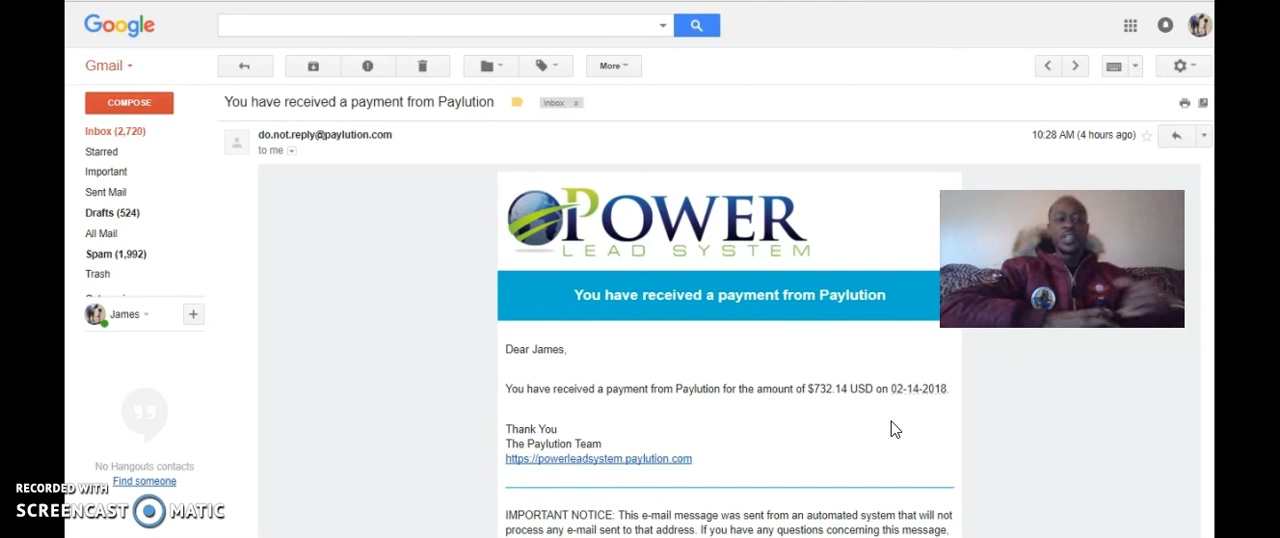 Google
Gmail
More
COMPOSE
You have received a payment from Paylution
Inbox x
Inbox (2,720)
Starred
Important
Sent Mail
Drafts (524)
All Mail
Spam (1,992)
Trash
James
No Hangouts contacts
Find someone
do.not.reply@paylution.com
10:28 AM (4 hours ago)
to me
POWER
LEAD SYSTEM
You have received a payment from Paylution
Dear James,
You have received a payment from Paylution for the amount of $732.14 USD on 02-14-2018.
Thank You
The Paylution Team
https://powerleadsystem.paylution.com
IMPORTANT NOTICE: This e-mail message was sent from an automated system that will not
process any e-mail sent to that address. If you have any questions concerning this message,
RECORDED WITH
SCREENCAST MATIC